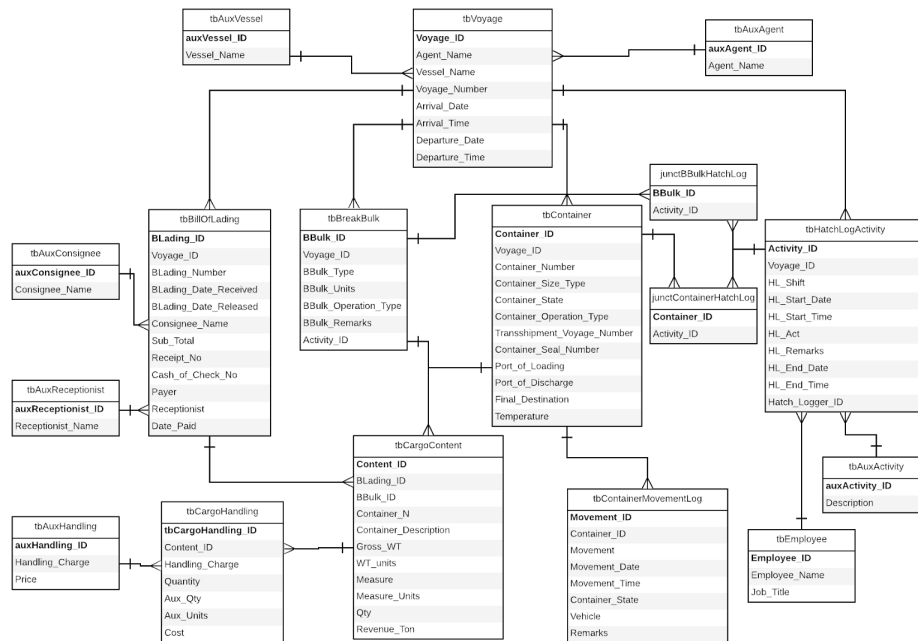 tbAuxVessel
auxVessel_ID
Vessel_Name
tbVoyage
Voyage_ID
Agent_Name
Vessel_Name
Voyage_Number
Arrival_Date
Arrival_Time
Departure_Date
Departure_Time
tbAuxAgent
auxAgent_ID
Agent_Name
junctBBulkHatchLog
BBulk_ID
Activity_ID
tbBillOfLading
BLading_ID
Voyage_ID
BLading_Number
BLading_Date_Received
BLading_Date_Released
Consignee_Name
Sub_Total
Receipt_No
Cash_of_Check_No
Payer
Receptionist
Date_Paid
tbBreakBulk
BBulk_ID
Voyage_ID
BBulk_Type
BBulk_Units
BBulk_Operation_Type
BBulk_Remarks
Activity_ID
tbContainer
Container_ID
Voyage_ID
Container_Number
Container_Size_Type
Container_State
Container_Operation_Type
Transshipment_Voyage_Number
Container_Seal_Number
Port_of_Loading
Port_of_Discharge
Final_Destination
Temperature
tbHatchLogActivity
Activity_ID
Voyage_ID
HL_Shift
HL_Start_Date
HL_Start_Time
HL_Act
HL_Remarks
HL_End_Date
HL_End_Time
Hatch_Logger_ID
tbAuxConsignee
auxConsignee_ID
Consignee_Name
junctContainerHatchLog
Container_ID
Activity_ID
tbAuxReceptionist
auxReceptionist_ID
Receptionist_Name
tbCargoContent
Content_ID
BLading_ID
BBulk_ID
Container_N
Container_Description
Gross_WT
WT_units
Measure
Measure_Units
Qty
Revenue_Ton
tbAuxActivity
auxActivity_ID
Description
tbCargoHandling
tbCargoHandling_ID
Content_ID
Handling_Charge
Quantity
Aux_Qty
Aux_Units
Cost
tbContainerMovementLog
Movement_ID
Container_ID
Movement
Movement_Date
Movement_Time
Container_State
Vehicle
Remarks
tbAuxHandling
auxHandling_ID
Handling_Charge
Price
tbEmployee
Employee_ID
Employee_Name
Job_Title